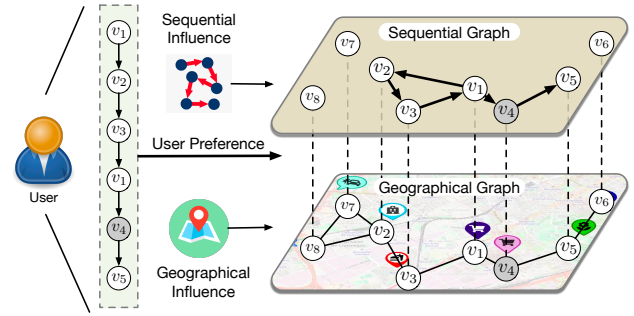 User
v1
v2
v3
v1
v4
v5
Sequential
Influence
User Preference
Geographical
Influence
Sequential Graph
v7
v6
v2
v5
v1
v8
v3
v4
Geographical Graph
v7
v6
v2
v8
v1
v5
v4
v3